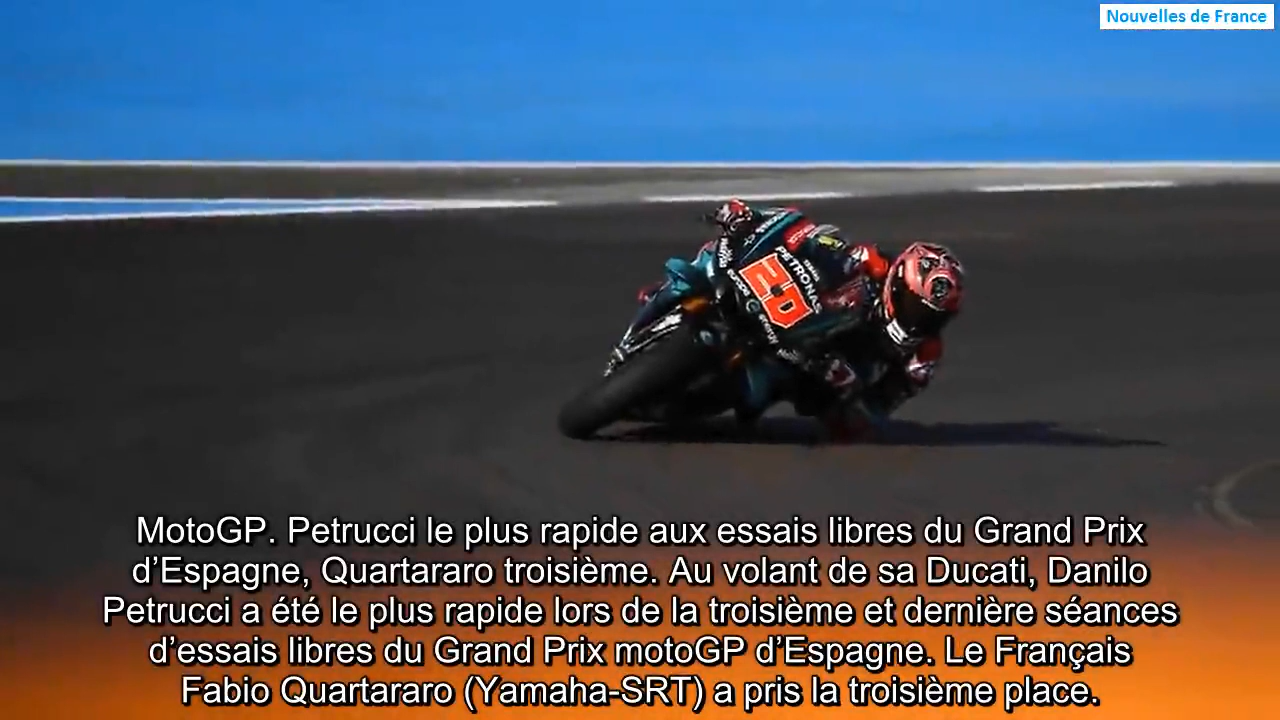 Nouvelles de France
PETRONAS
20
MotoGP. Petrucci le plus rapide aux essais libres du Grand Prix
d’Espagne, Quartararo troisième. Au volant de sa Ducati, Danilo
Petrucci a été le plus rapide lors de la troisième et dernière séances
d’essais libres du Grand Prix motoGP d’Espagne. Le Français
Fabio Quartararo (Yamaha-SRT) a pris la troisième place.